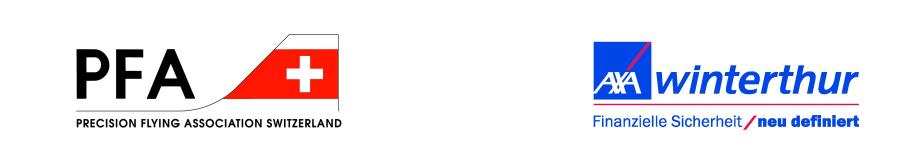 PFA
PRECISION FLYING ASSOCIATION SWITZERLAND
AXA winterthur
Finanzielle Sicherheit / neu definiert